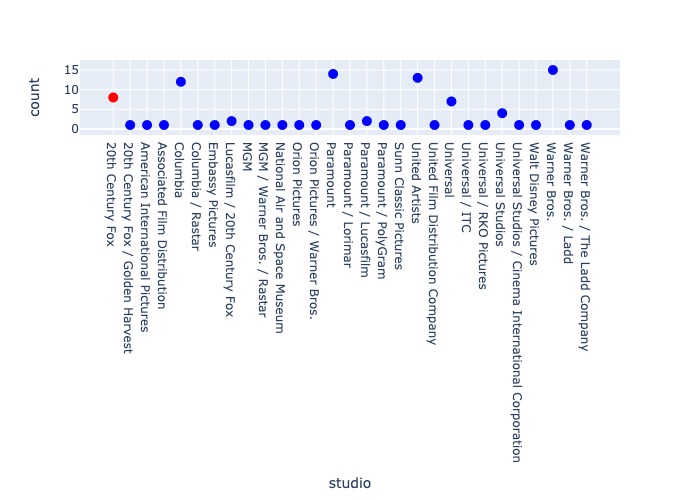 count
15
10
5
0
20th Century Fox
20th Century Fox / Golden Harvest
American International Pictures
Associated Film Distribution
Columbia
Columbia / Rastar
Embassy Pictures
Lucasfilm / 20th Century Fox
MGM
MGM / Warner Bros. / Rastar
National Air and Space Museum
Orion Pictures
Orion Pictures / Warner Bros.
Paramount
Paramount / Lorimar
Paramount / Lucasfilm
Paramount / PolyGram
Sunn Classic Pictures
United Artists
United Film Distribution Company
Universal
Universal / ITC
Universal / RKO Pictures
Universal Studios
Universal Studios / Cinema International Corporation
Walt Disney Pictures
Warner Bros.
Warner Bros. / Ladd
Warner Bros. / The Ladd Company
studio